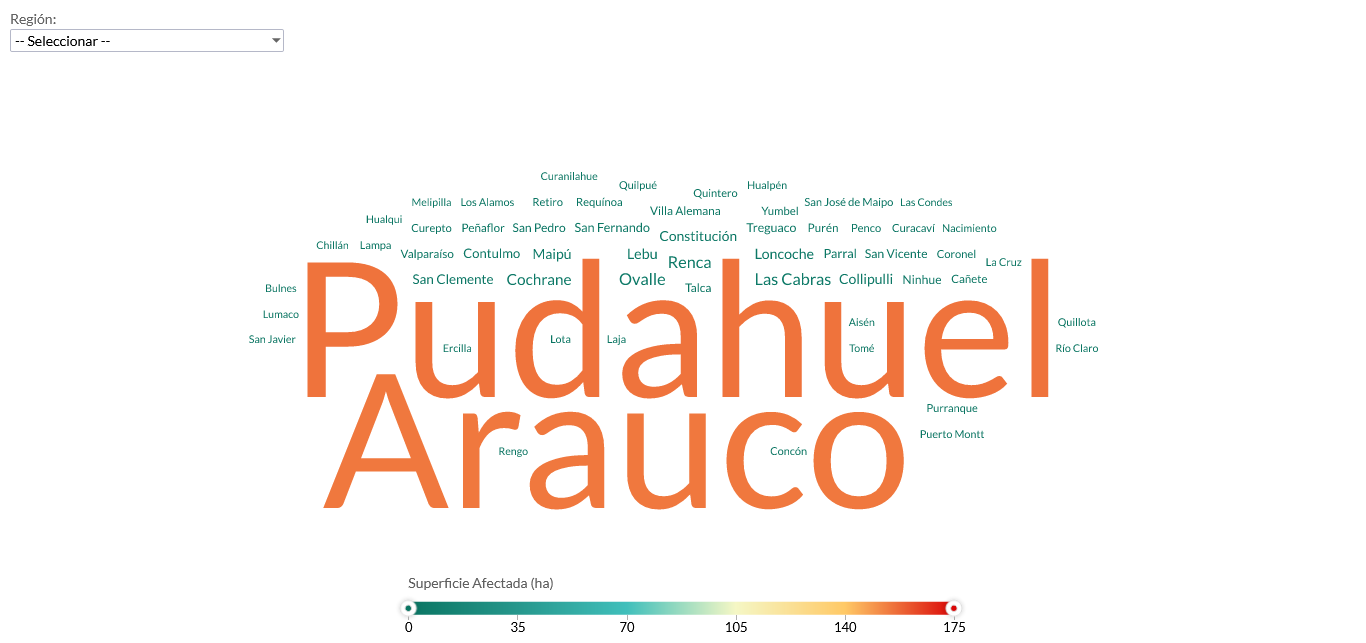 Región:
-- Seleccionar --
Curanilahue
Quilpué
Hualpén
Quintero
Melipilla Los Alamos Retiro Requínoa San José de Maipo Las Condes
Villa Alemana Yumbel
Hualqui
Curepto Peñaflor San Pedro San Fernando Treguaco Purén Penco Curacaví Nacimiento
Constitución
Chillán Lampa
Valparaíso Contulmo Maipú Lebu Loncoche Parral San Vicente Coronel
Renca La Cruz
San Clemente Cochrane Ovalle Las Cabras Collipulli Ninhue Cañete
Bulnes Talca
Lumaco
Aisén Quillota
San Javier Lota Laja
Ercilla Tomé Río Claro
Pudahuel
Purranque
Puerto Montt
Rengo Concón
Arauco
Superficie Afectada (ha)
0 35 70 105 140 175